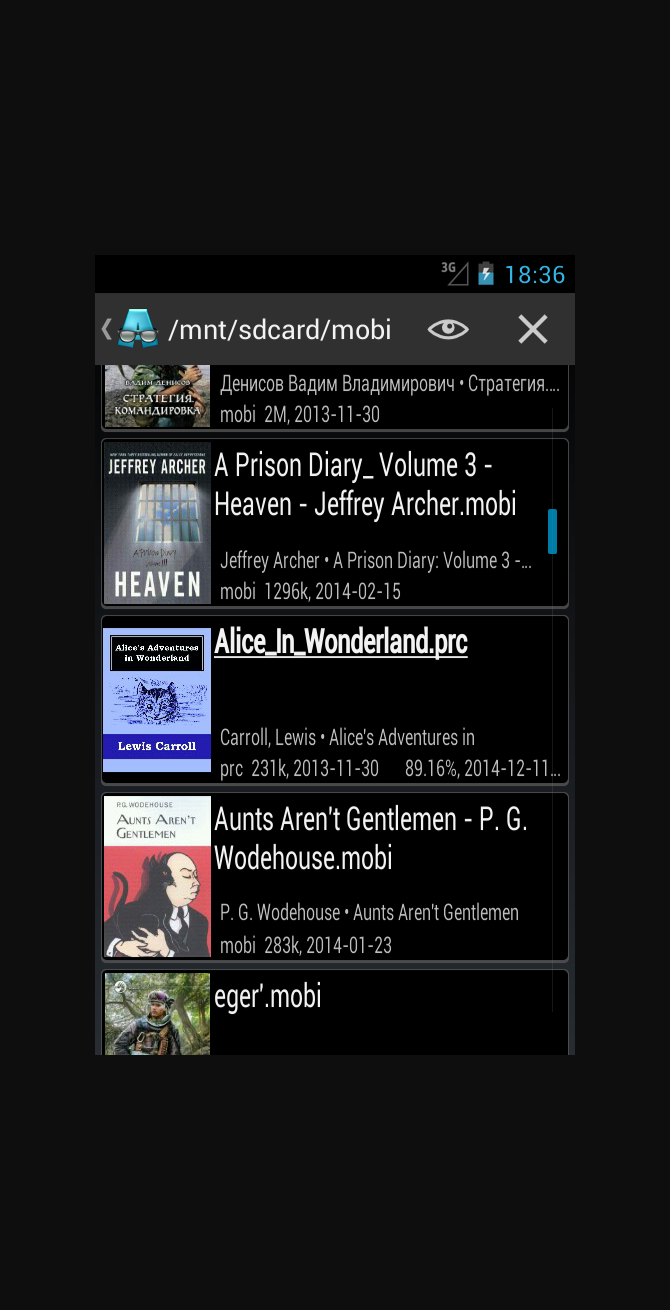 3G
18:36
/mnt/sdcard/mobi
ВАДИМ ДЕНИСОВ
СТРАТЕГИЯ.
КОМАНДИРОВКА
Денисов Вадим Владимирович • Стратегия....
mobi 2M, 2013-11-30
JEFFREY ARCHER
A Prison Diary
HEAVEN
A Prison Diary_ Volume 3 -
Heaven - Jeffrey Archer.mobi
Jeffrey Archer • A Prison Diary: Volume 3 -...
mobi 1296k, 2014-02-15
Alice's Adventures
in Wonderland
Lewis Carroll
Alice_In_Wonderland.prc
Carroll, Lewis • Alice's Adventures in
prc 231k, 2013-11-30 89.16%, 2014-12-11...
P.G. WODEHOUSE
AUNTS AREN'T
GENTLEMEN
Aunts Aren't Gentlemen - P. G.
Wodehouse.mobi
P. G. Wodehouse • Aunts Aren't Gentlemen
mobi 283k, 2014-01-23
eger'.mobi